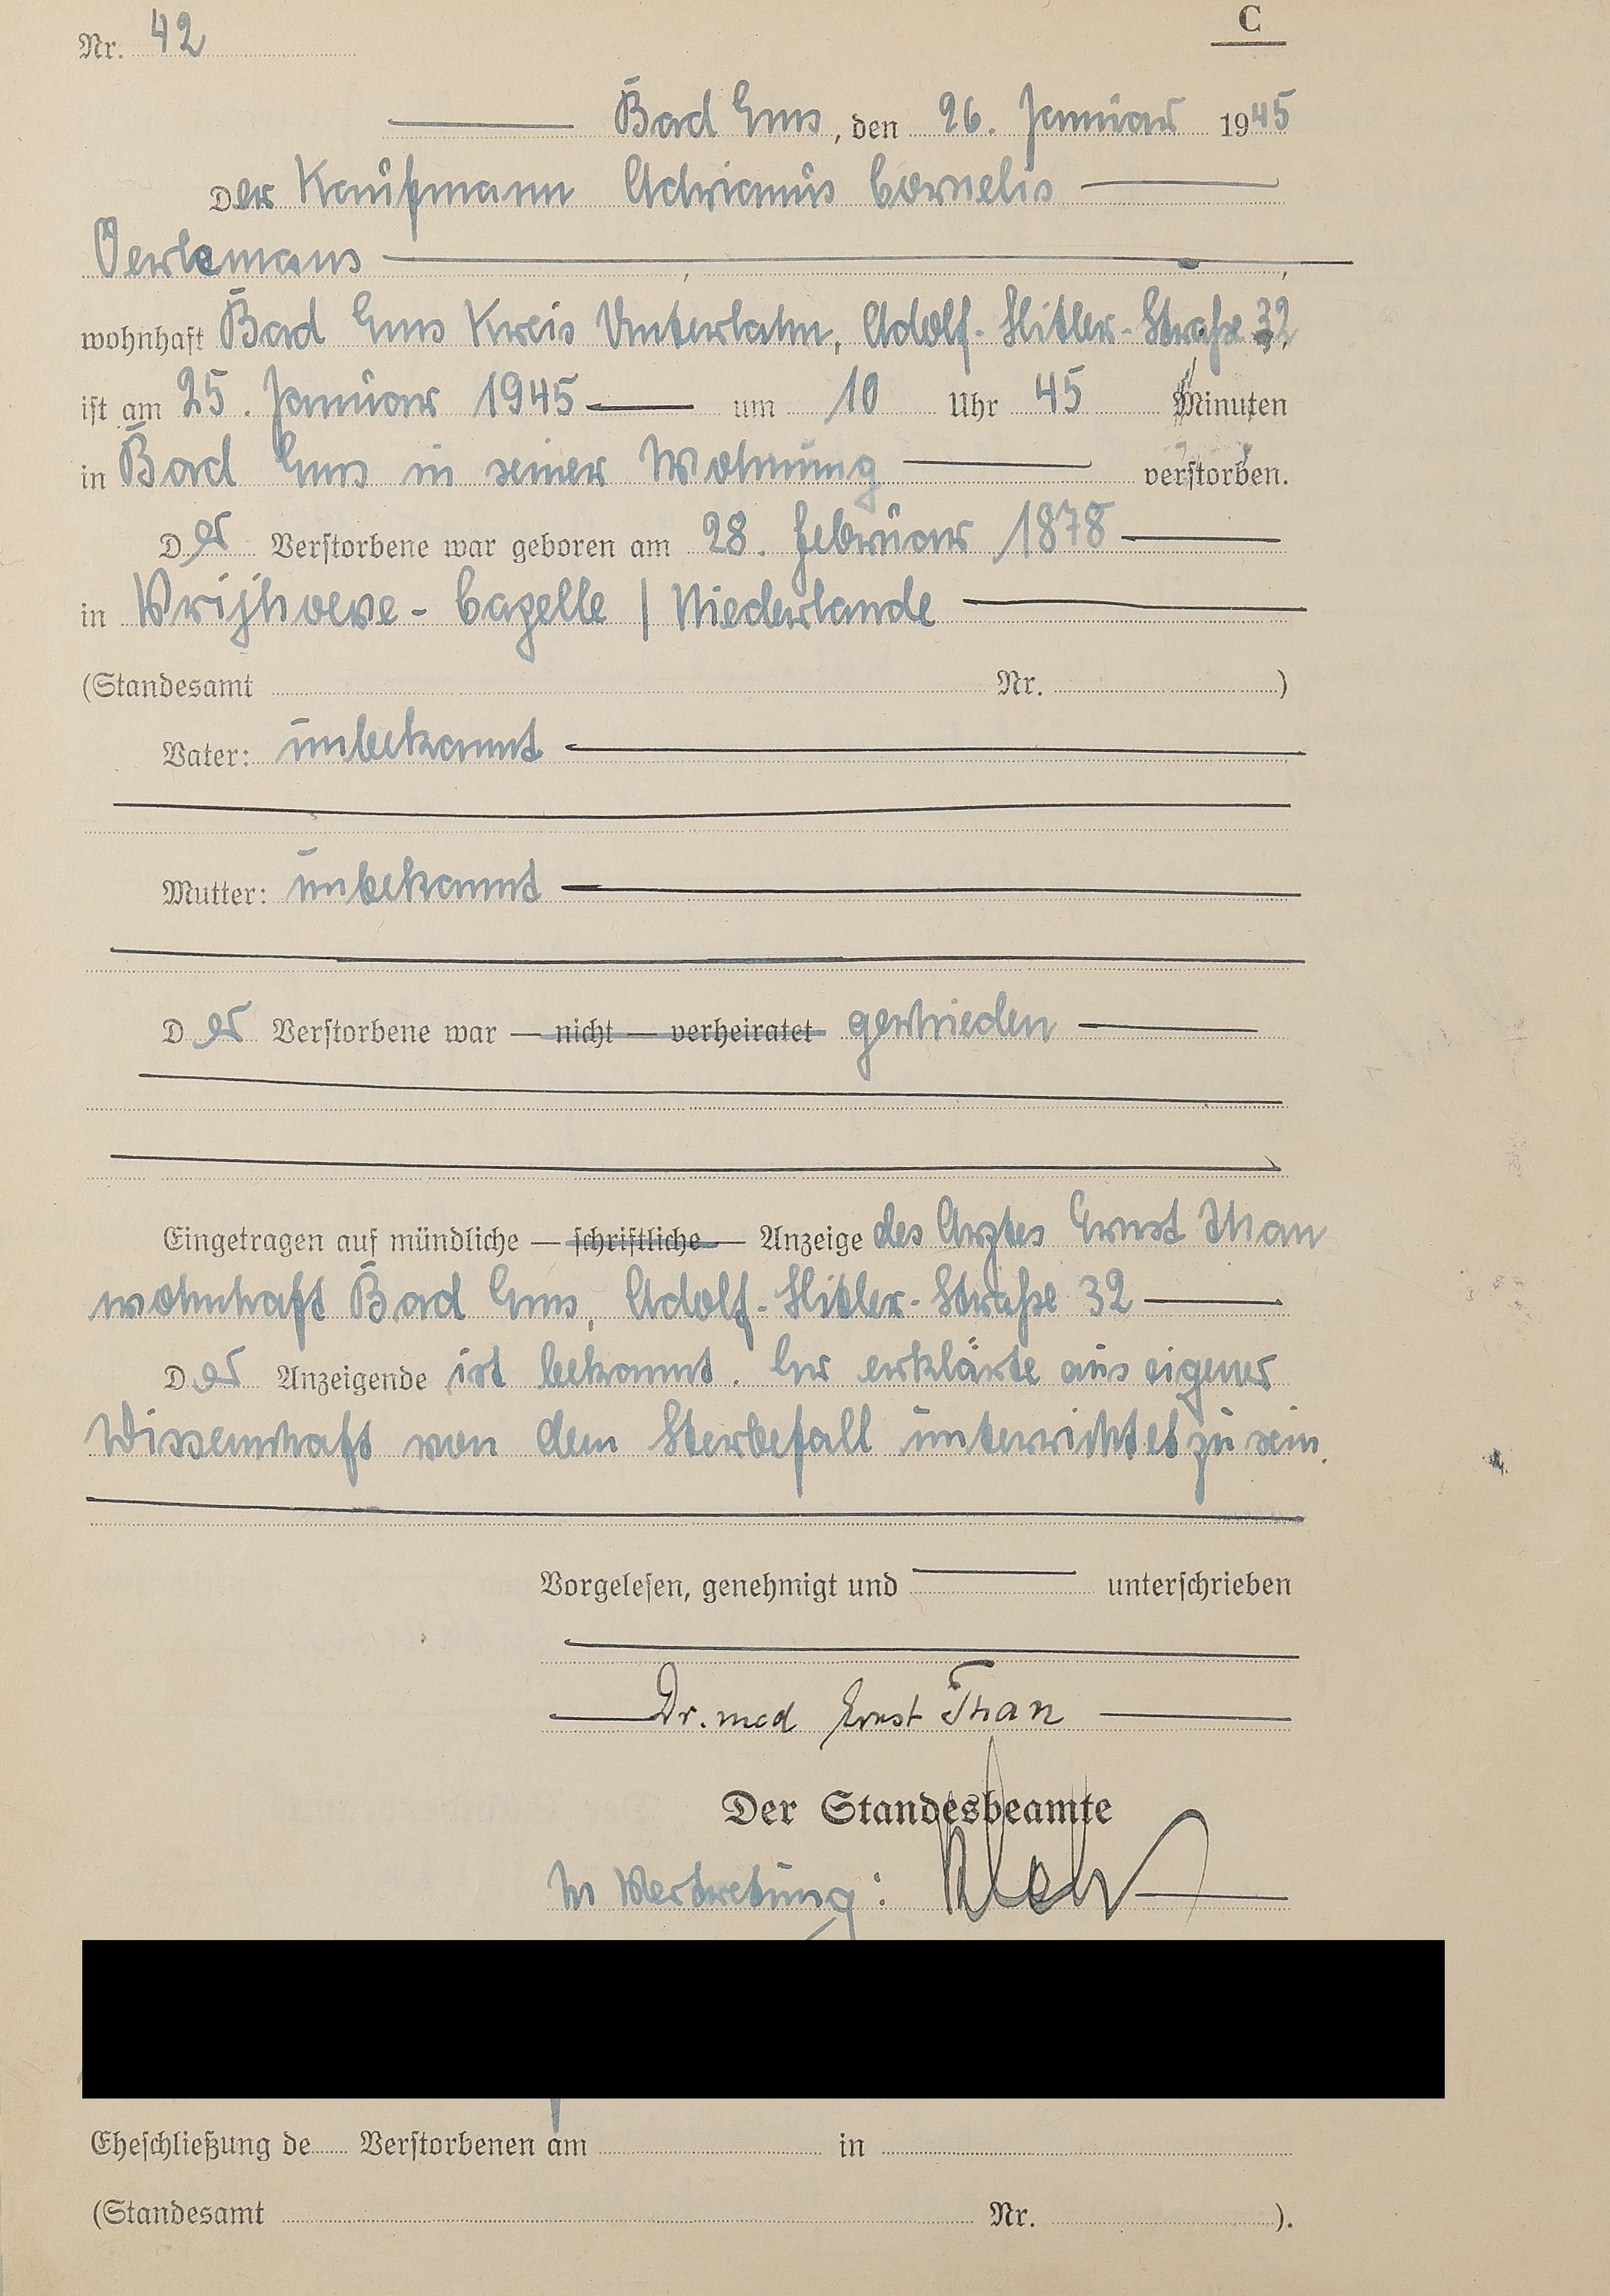 Nr. 42
C
Bad Ems, den 26. Januar 1945
Der Kaufmann Adrianus Cornelis
Oerlemans
wohnhaft Bad Ems Kreis Unterlahn, Adolf-Hitler-Straße 32,
ist am 25. Januar 1945 um 10 Uhr 45 Minuten
in Bad Ems in seiner Wohnung verstorben.
Der Verstorbene war geboren am 28. Februar 1878
in Vrijhoeve-Capelle / Niederlande
(Standesamt Nr. )
Vater: unbekannt
Mutter: unbekannt
Der Verstorbene war — nicht — verheiratet geschieden
Eingetragen auf mündliche — schriftliche — Anzeige des Arztes Ernst Than
wohnhaft Bad Ems, Adolf-Hitler-Straße 32
Der Anzeigende ist bekannt. Er erklärte aus eigener
Wissenschaft von dem Sterbefall unterrichtet zu sein.
Vorgelesen, genehmigt und unterschrieben
Dr. med Ernst Than
Der Standesbeamte
In Vertretung:
Eheschließung de Verstorbenen am in
(Standesamt Nr. ).